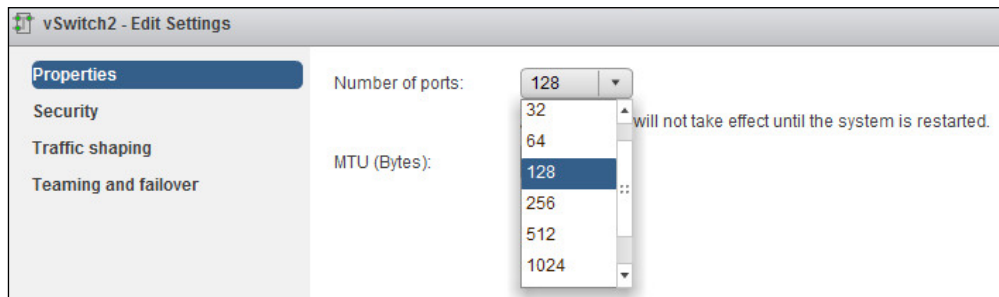 vSwitch2 - Edit Settings
Properties
Security
Traffic shaping
Teaming and failover
Number of ports:
128
32
64
128
256
512
1024
will not take effect until the system is restarted.
MTU (Bytes):